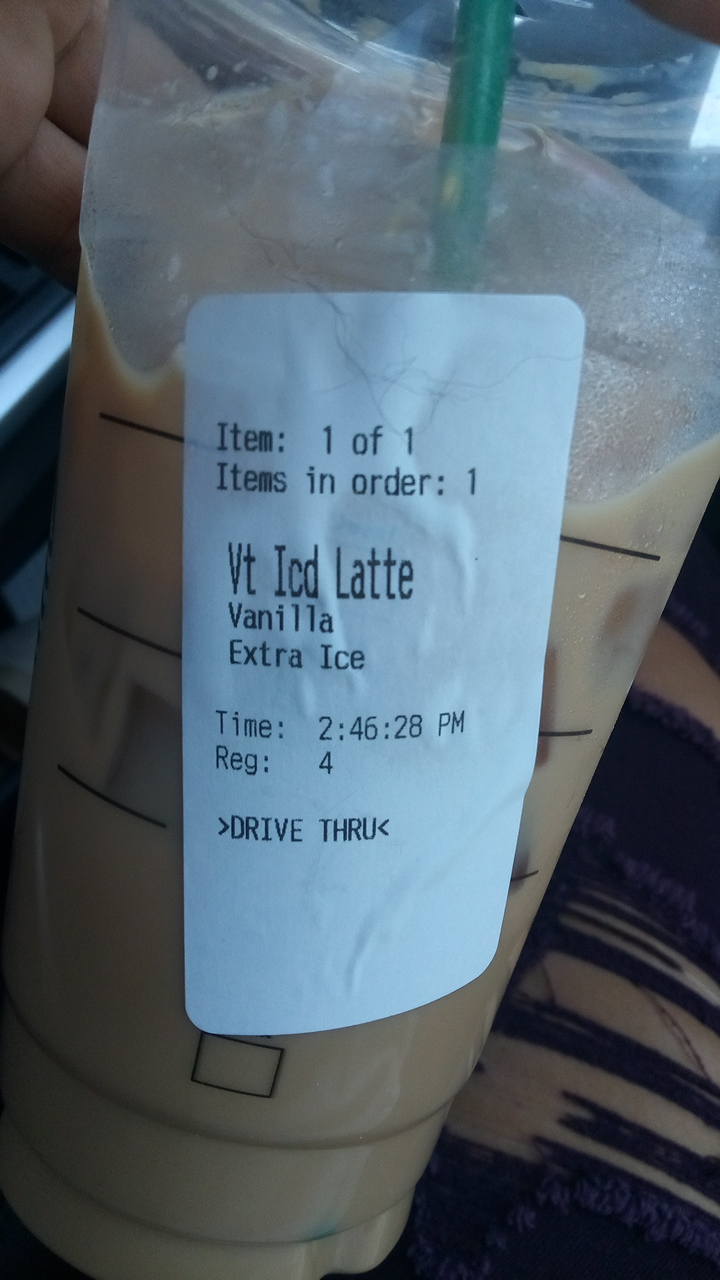 Item: 1 of 1
Items in order: 1
Vt Icd Latte
Vanilla
Extra Ice
Time: 2:46:28 PM
Reg: 4
>DRIVE THRU<